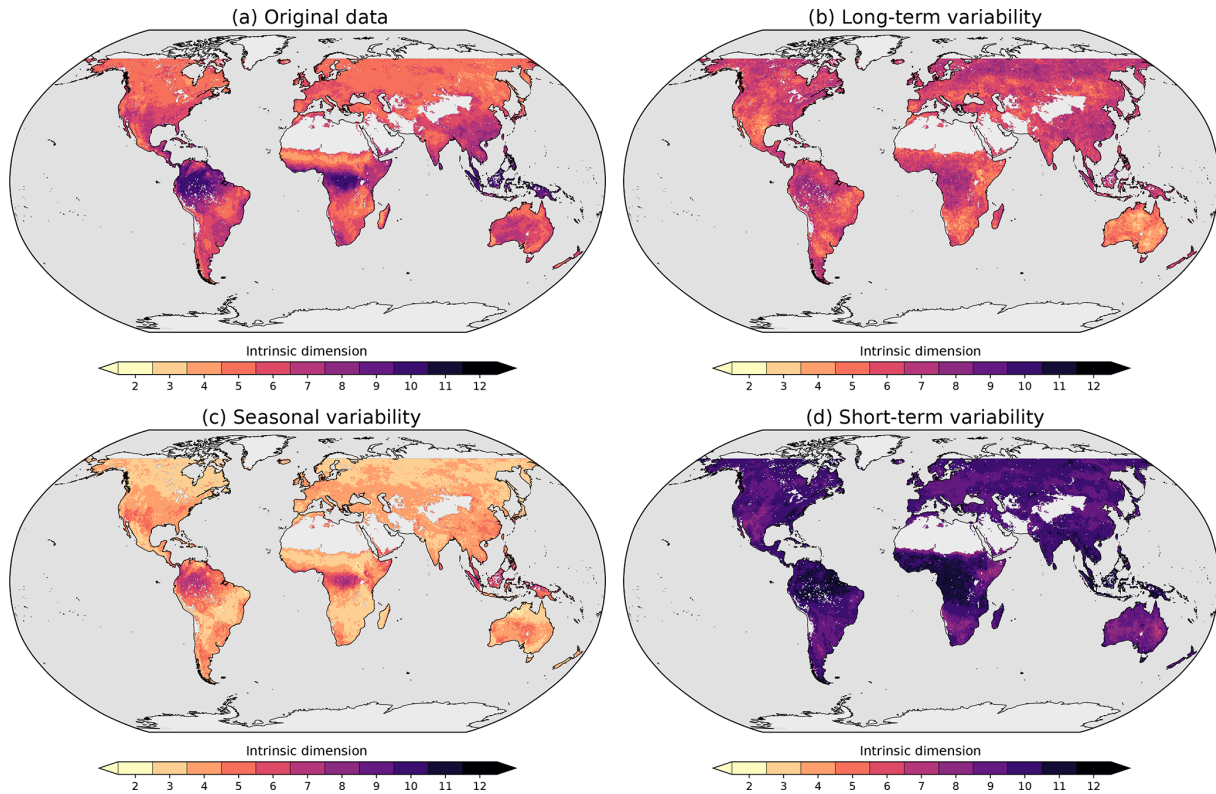 (a) Original data
(b) Long-term variability
Intrinsic dimension
2 3 4 5 6 7 8 9 10 11 12
Intrinsic dimension
2 3 4 5 6 7 8 9 10 11 12
(c) Seasonal variability
(d) Short-term variability
Intrinsic dimension
2 3 4 5 6 7 8 9 10 11 12
Intrinsic dimension
2 3 4 5 6 7 8 9 10 11 12